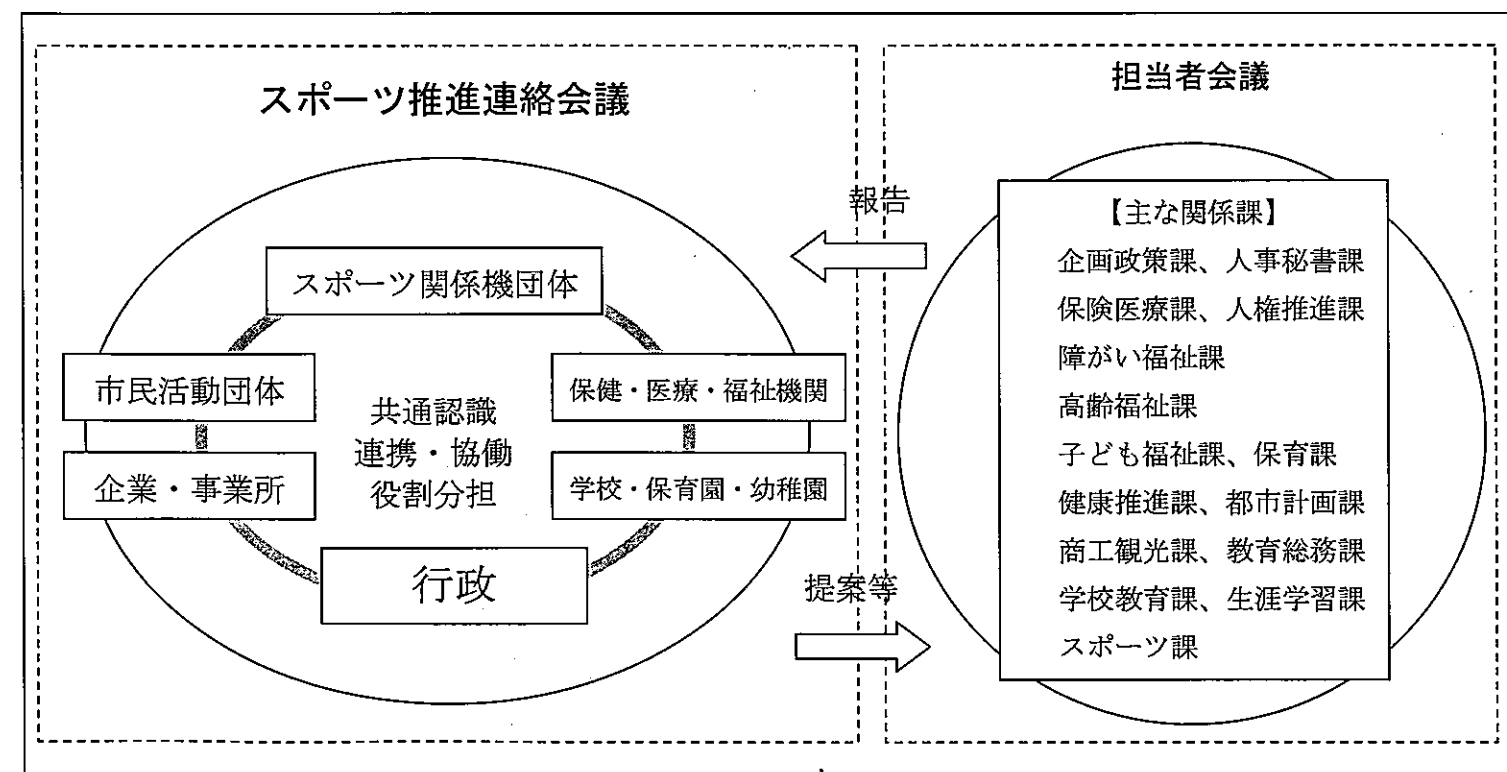 スポーツ推進連絡会議
スポーツ関係機団体
市民活動団体
保健・医療・福祉機関
共通認識
連携・協働
役割分担
企業・事業所
学校・保育園・幼稚園
行政
報告
提案等
担当者会議
【主な関係課】
企画政策課、人事秘書課
保険医療課、人権推進課
障がい福祉課
高齢福祉課
子ども福祉課、保育課
健康推進課、都市計画課
商工観光課、教育総務課
学校教育課、生涯学習課
スポーツ課